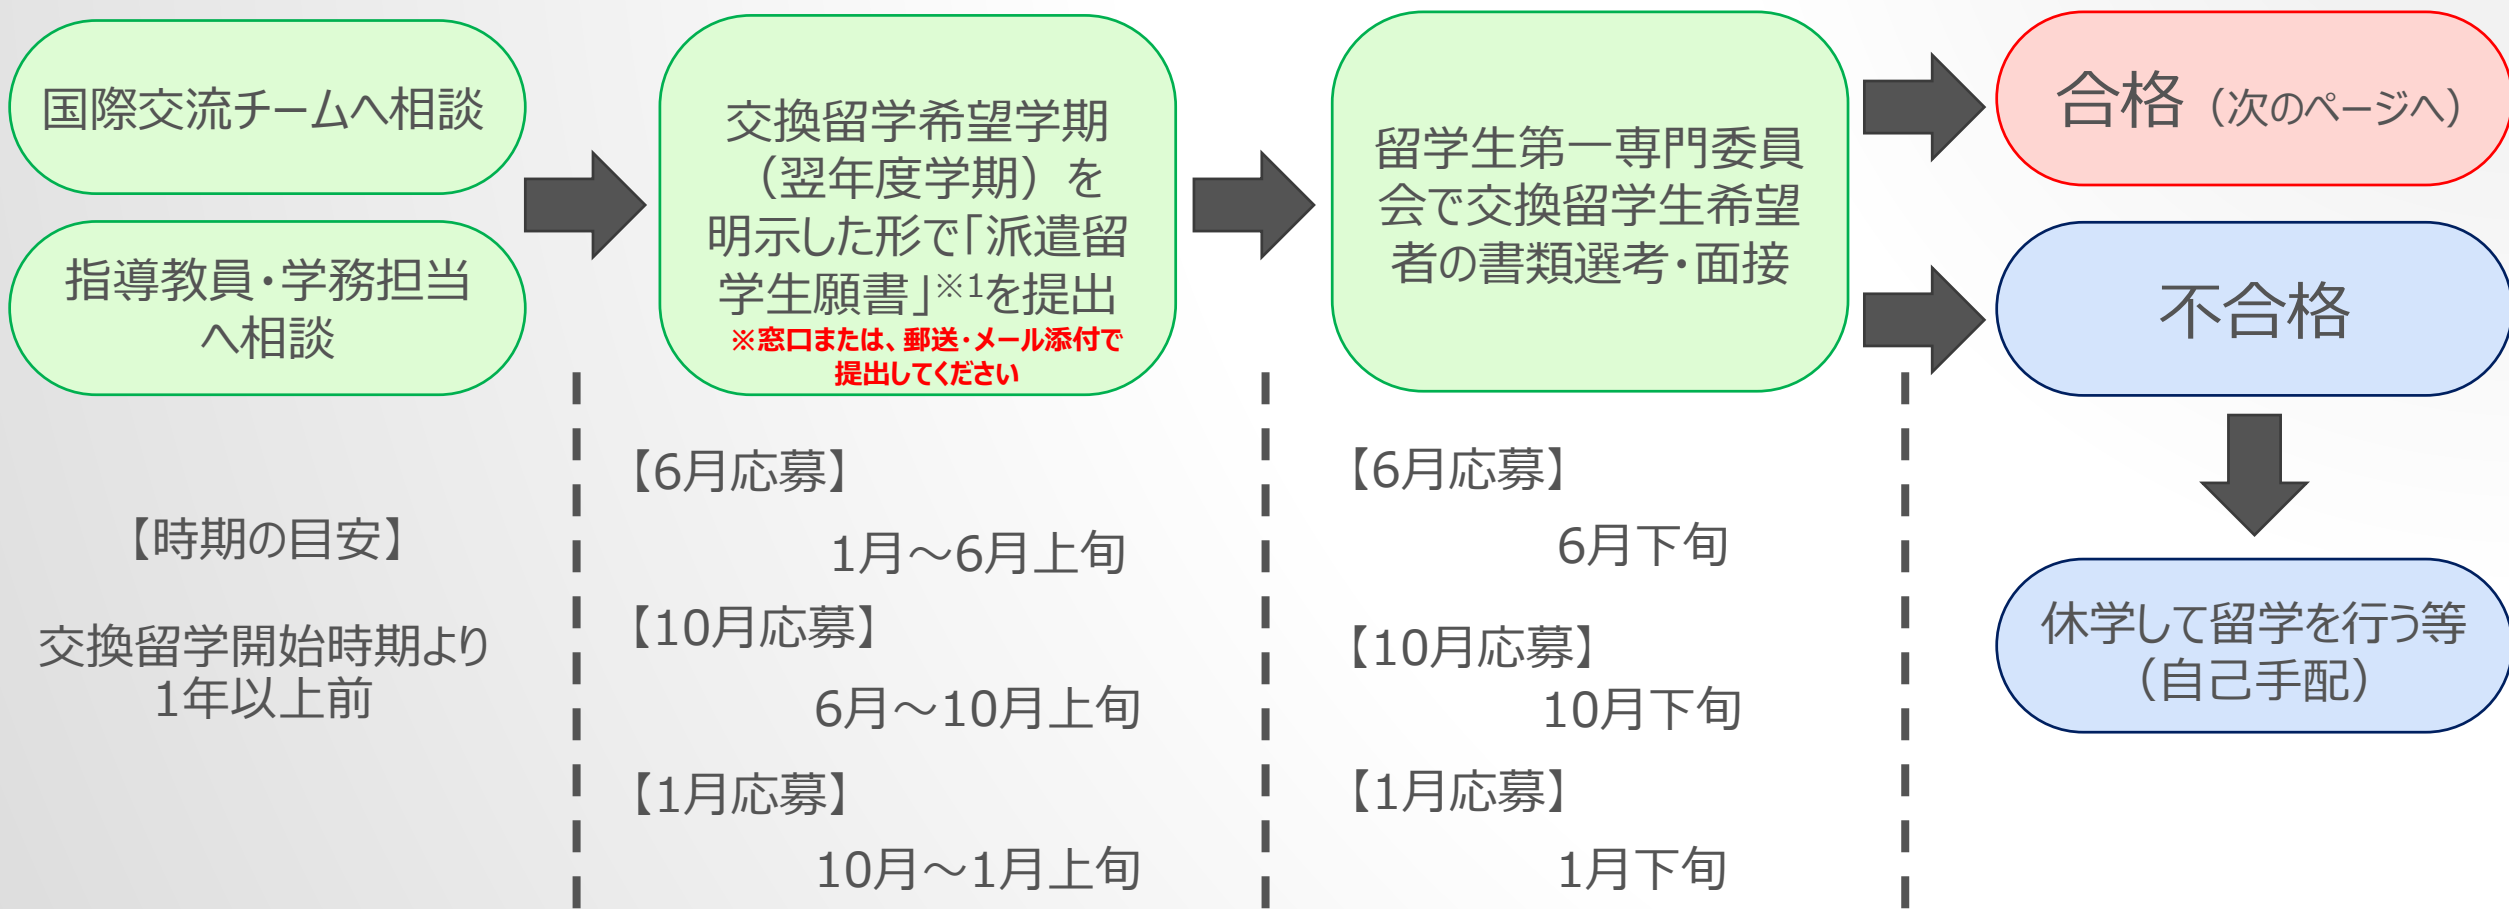 国際交流チームへ相談
指導教員・学務担当
へ相談
【時期の目安】
交換留学開始時期より
1年以上前
交換留学希望学期
（翌年度学期）を
明示した形で「派遣留
学生願書」※1を提出
※窓口または、郵送・メール添付で
提出してください
【6月応募】
1月～6月上旬
【10月応募】
6月～10月上旬
【1月応募】
10月～1月上旬
留学生第一専門委員
会で交換留学生希望
者の書類選考・面接
【6月応募】
6月下旬
【10月応募】
10月下旬
【1月応募】
1月下旬
合格（次のページへ）
不合格
休学して留学を行う等
（自己手配）